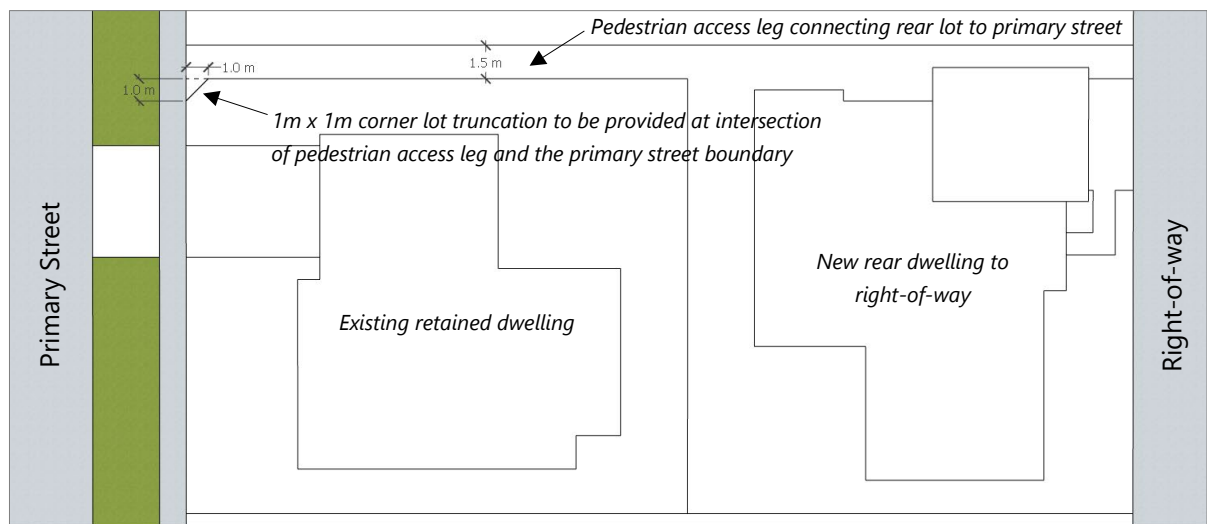 Pedestrian access leg connecting rear lot to primary street
1.0 m
1.5 m
1.0 m
1m x 1m corner lot truncation to be provided at intersection
of pedestrian access leg and the primary street boundary
Primary Street
Existing retained dwelling
New rear dwelling to
right-of-way
Right-of-way